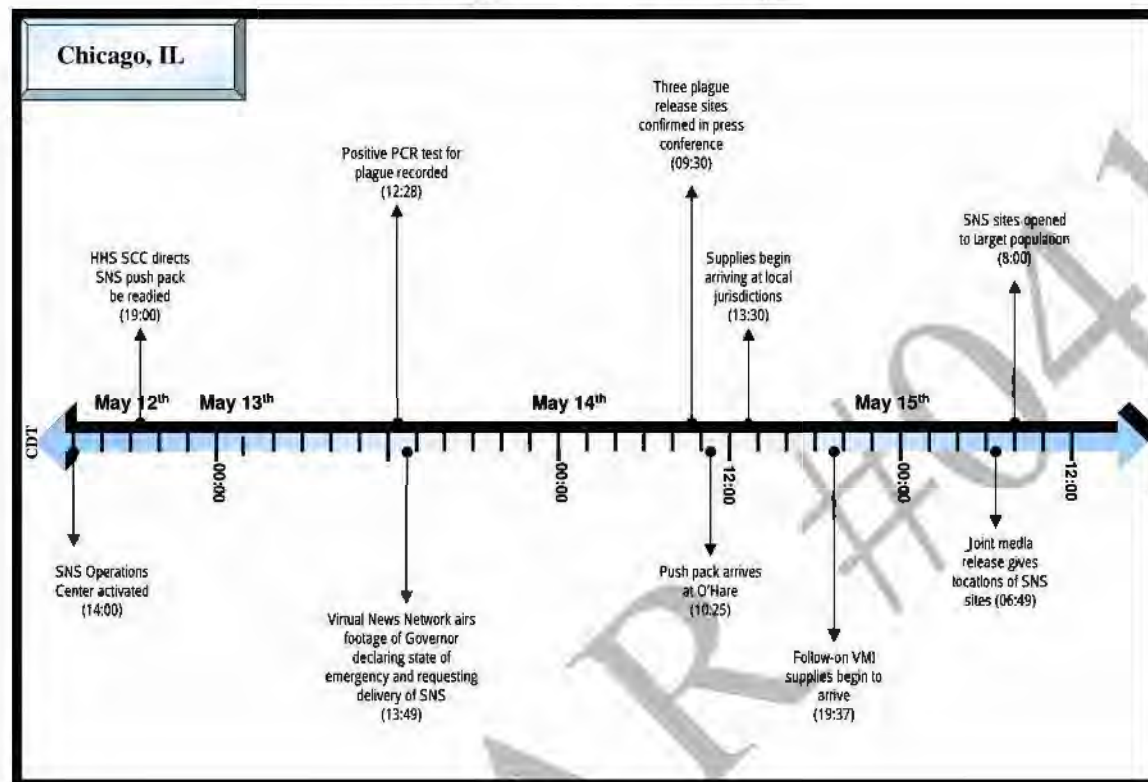 Chicago, IL
Three plague
release sites
confirmed in press
conference
(09:30)
Positive PCR test for
plague recorded
(12:28)
SNS sites opened
to target population
(8:00)
HHS SCC directs
SNS push pack
be readied
(19:00)
Supplies begin
arriving at local
jurisdictions
(13:30)
May 12th
May 13th
May 14th
May 15th
CDT
00:00
00:00
12:00
00:00
12:00
SNS Operations
Center activated
(14:00)
Virtual News Network airs
footage of Governor
declaring state of
emergency and requesting
delivery of SNS
(13:49)
Push pack arrives
at O'Hare
(10:25)
Follow-on VMI
supplies begin to
arrive
(19:37)
Joint media
release gives
locations of SNS
sites (06:49)